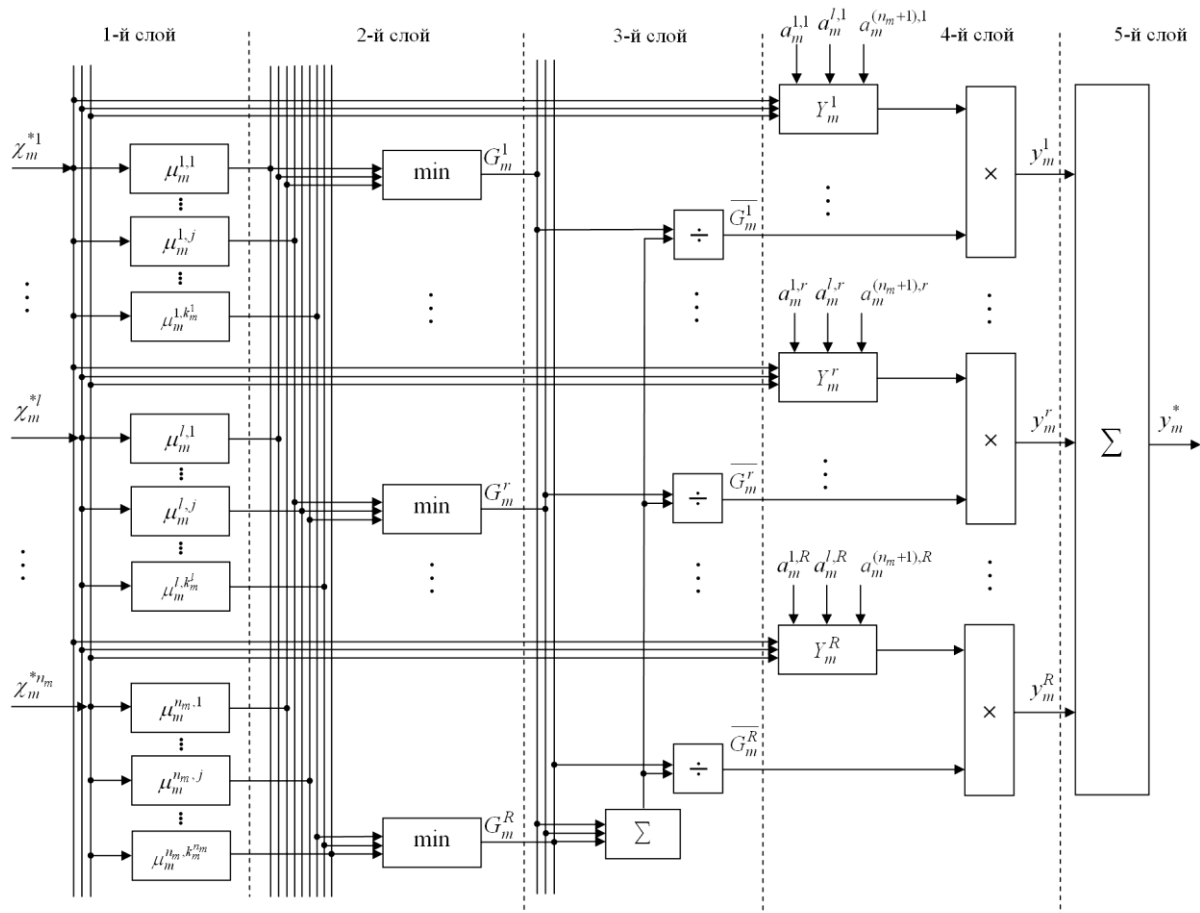 1-й слой 2-й слой 3-й слой 4-й слой 5-й слой
a_m^{1,1} a_m^{l,1} a_m^{(n_m+1),1}
Y_m^1
χ_m^{*1} μ_m^{1,1} min G_m^1 × y_m^1
⋮
μ_m^{1,j} ÷ \overline{G_m^1}
⋮
μ_m^{1,k_m^1} a_m^{1,r} a_m^{l,r} a_m^{(n_m+1),r}
Y_m^r
χ_m^{*l} μ_m^{l,1} × y_m^r Σ y_m^*
⋮
μ_m^{l,j} min G_m^r ÷ \overline{G_m^r}
⋮
μ_m^{l,k_m^l} a_m^{1,R} a_m^{l,R} a_m^{(n_m+1),R}
Y_m^R
χ_m^{*n_m} μ_m^{n_m,1} × y_m^R
⋮
μ_m^{n_m,j} ÷ \overline{G_m^R}
⋮
μ_m^{n_m,k_m^{n_m}} min G_m^R Σ